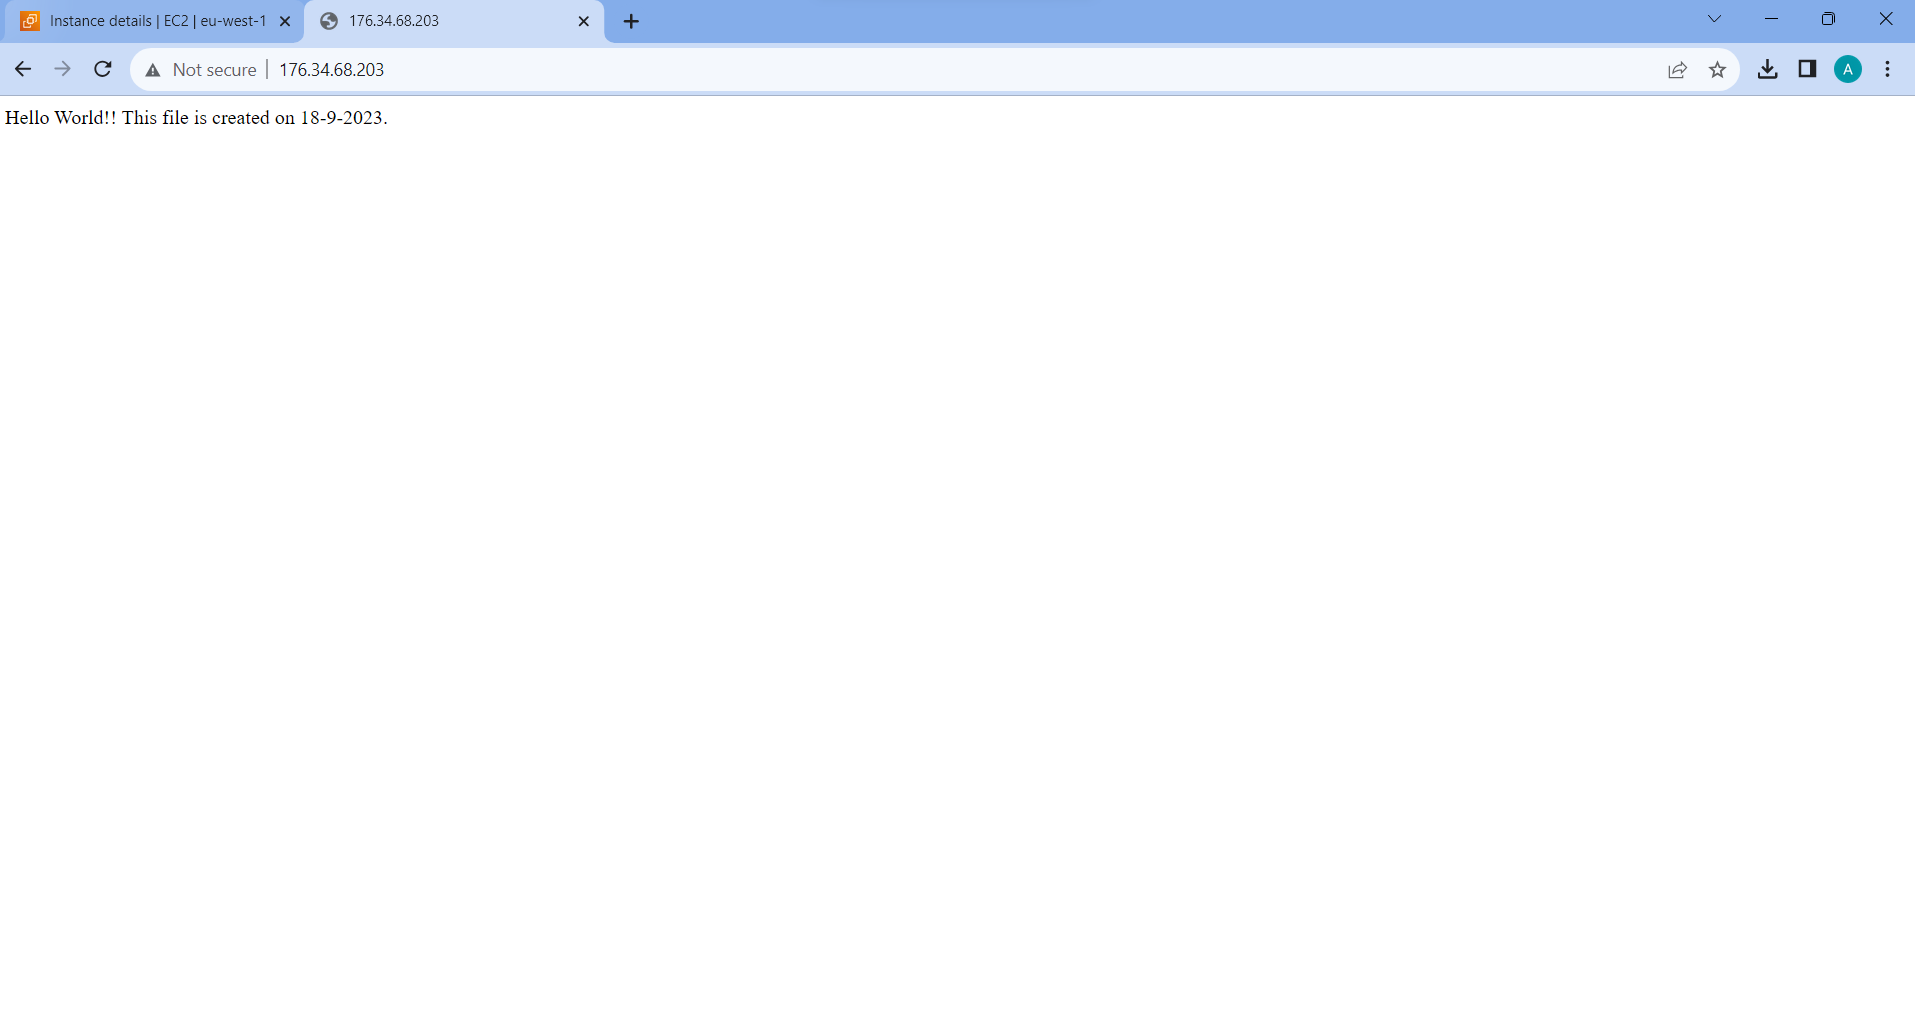 Instance details | EC2 | eu-west-1
176.34.68.203
Not secure
176.34.68.203
A
Hello World!! This file is created on 18-9-2023.